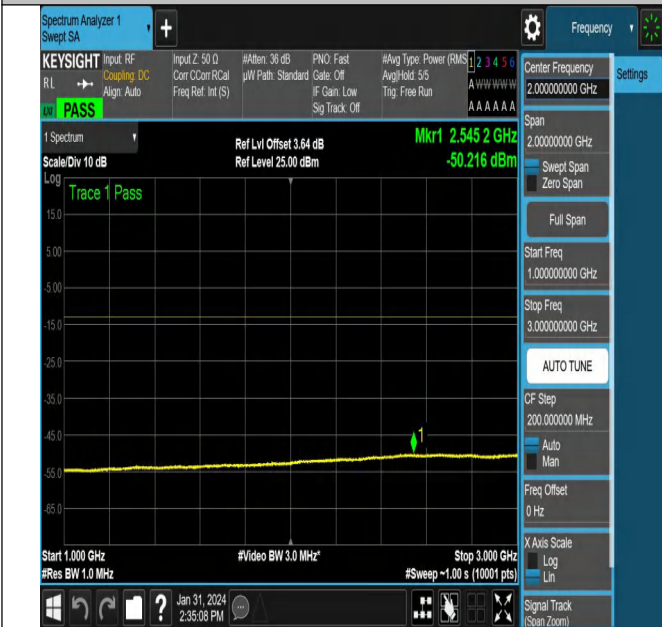 Spectrum Analyzer 1
Swept SA
+
Frequency
KEYSIGHT
RL
PASS
Input: RF
Coupling: DC
Align: Auto
Input Z: 50 Ω
Corr CCorr RCal
Freq Ref: Int (S)
#Atten: 36 dB
µW Path: Standard
PNO: Fast
Gate: Off
IF Gain: Low
Sig Track: Off
#Avg Type: Power (RMS
Avg|Hold: 5/5
Trig: Free Run
1 2 3 4 5 6
A W W W W W
A A A A A A
1 Spectrum
Scale/Div 10 dB
Log
Ref Lvl Offset 3.64 dB
Ref Level 25.00 dBm
Mkr1 2.545 2 GHz
-50.216 dBm
Trace 1 Pass
15.0
5.00
-5.00
-15.0
-25.0
-35.0
-45.0
-55.0
-65.0
1
Start 1.000 GHz
#Res BW 1.0 MHz
#Video BW 3.0 MHz*
Stop 3.000 GHz
#Sweep ~1.00 s (10001 pts)
?
Jan 31, 2024
2:35:08 PM
Center Frequency
2.000000000 GHz
Settings
Span
2.00000000 GHz
Swept Span
Zero Span
Full Span
Start Freq
1.000000000 GHz
Stop Freq
3.000000000 GHz
AUTO TUNE
CF Step
200.000000 MHz
Auto
Man
Freq Offset
0 Hz
X Axis Scale
Log
Lin
Signal Track
(Span Zoom)